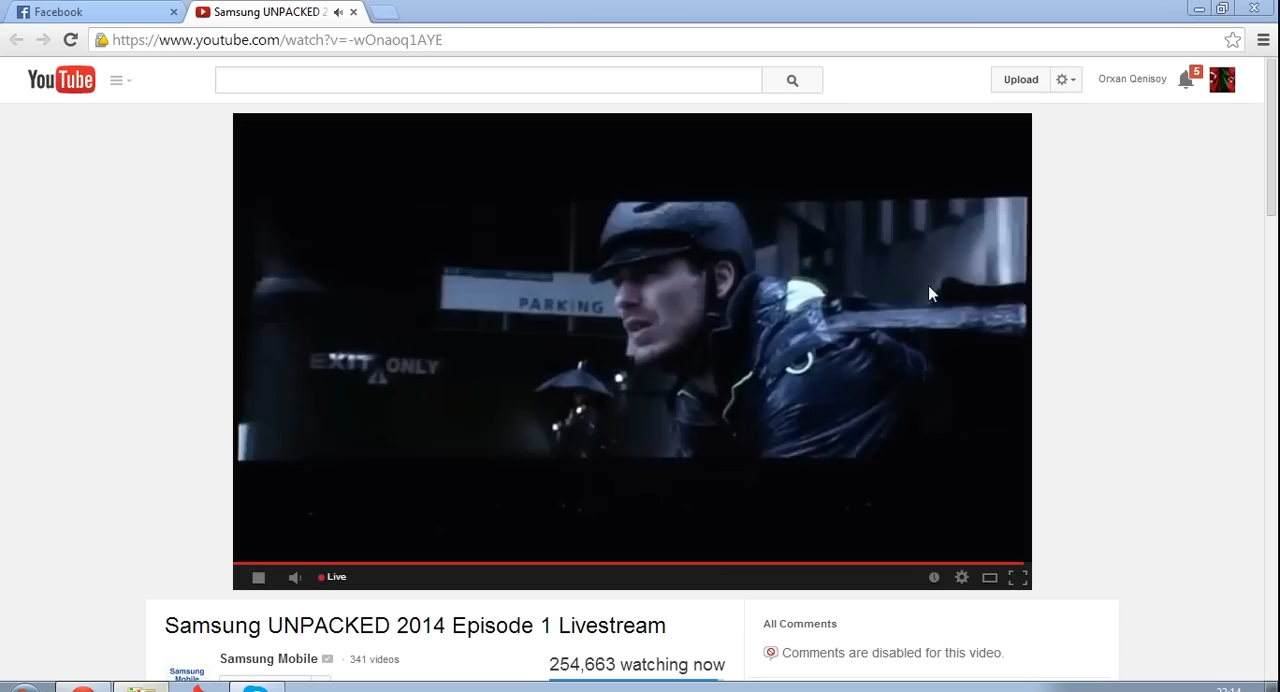 Facebook
Samsung UNPACKED 2
https://www.youtube.com/watch?v=-wOnaoq1AYE
YouTube
Upload
Orxan Qenisoy
5
PARKING
EXIT ONLY
Live
Samsung UNPACKED 2014 Episode 1 Livestream
All Comments
Samsung Mobile
Samsung Mobile · 341 videos
254,663 watching now
Comments are disabled for this video.